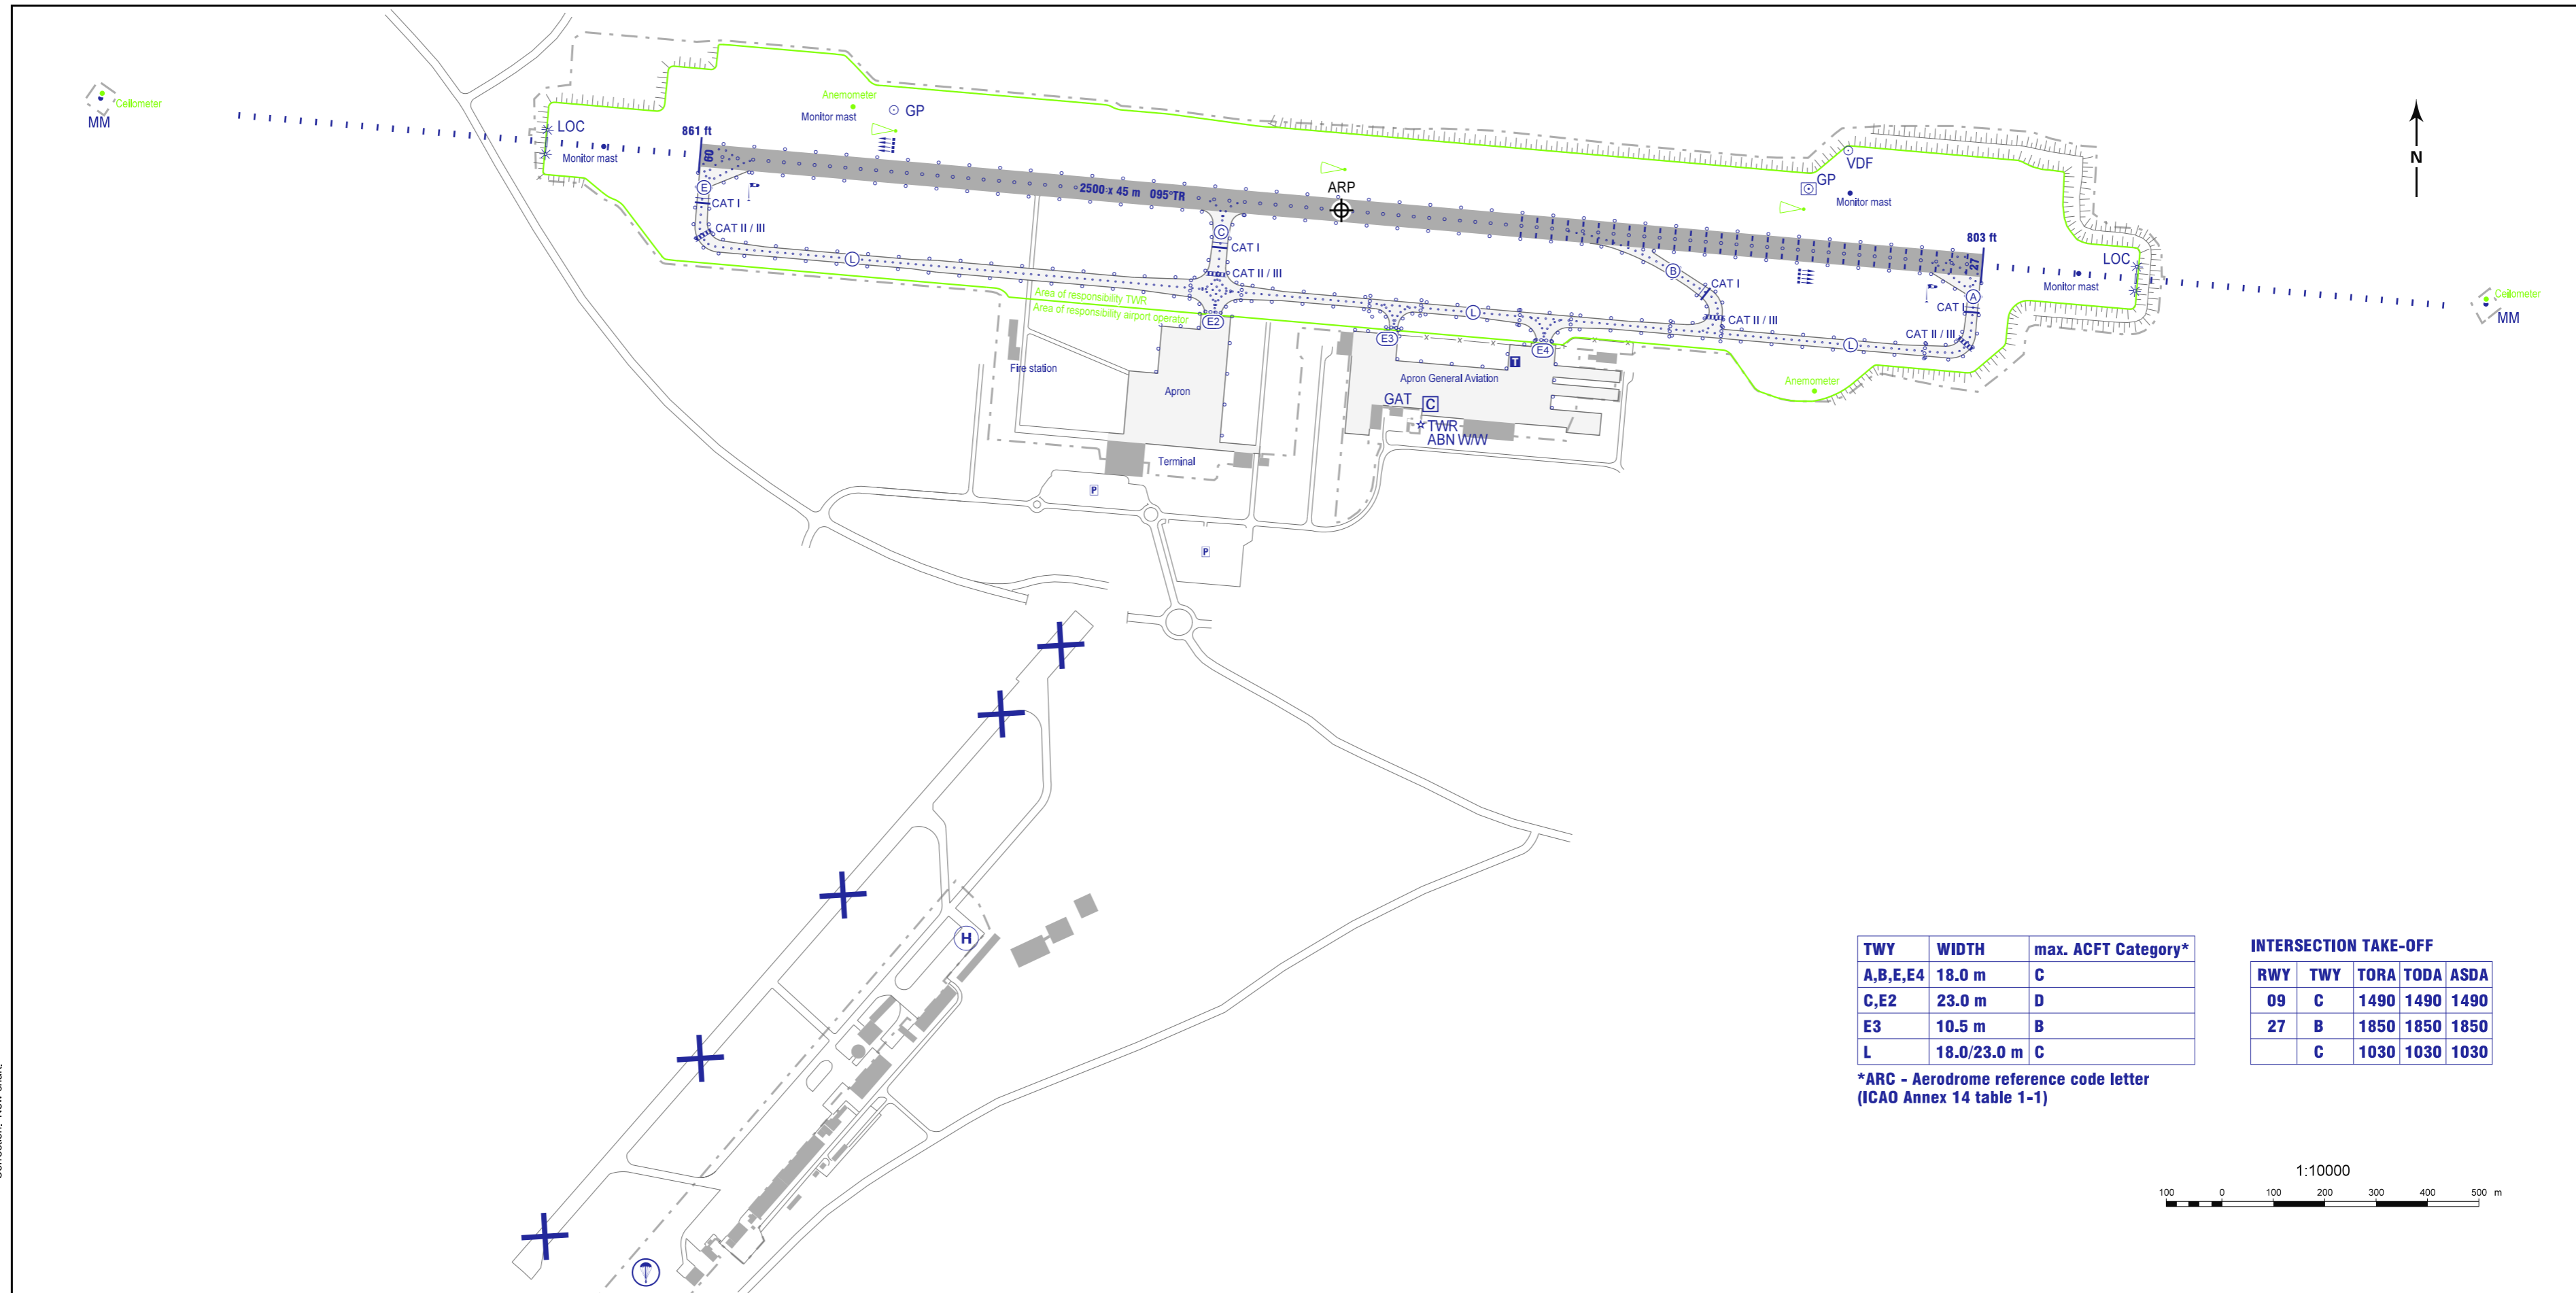 Ceilometer
MM
LOC
Monitor mast
861 ft
09
Anemometer
Monitor mast
GP
2500 x 45 m 095°TR
ARP
VDF
GP
Monitor mast
803 ft
27
LOC
Monitor mast
Ceilometer
MM
N
E
CAT I
CAT II / III
L
C
CAT I
CAT II / III
B
CAT I
CAT II / III
A
CAT I
CAT II / III
L
L
Area of responsibility TWR
Area of responsibility airport operator
E2
E3
E4
T
Fire station
Apron
Apron General Aviation
GAT
C
TWR
ABN W/W
Anemometer
Terminal
P
P
H
TWY WIDTH max. ACFT Category*
A,B,E,E4 18.0 m C
C,E2 23.0 m D
E3 10.5 m B
L 18.0/23.0 m C
*ARC - Aerodrome reference code letter
(ICAO Annex 14 table 1-1)
INTERSECTION TAKE-OFF
RWY TWY TORA TODA ASDA
09 C 1490 1490 1490
27 B 1850 1850 1850
C 1030 1030 1030
1:10000
100 0 100 200 300 400 500 m